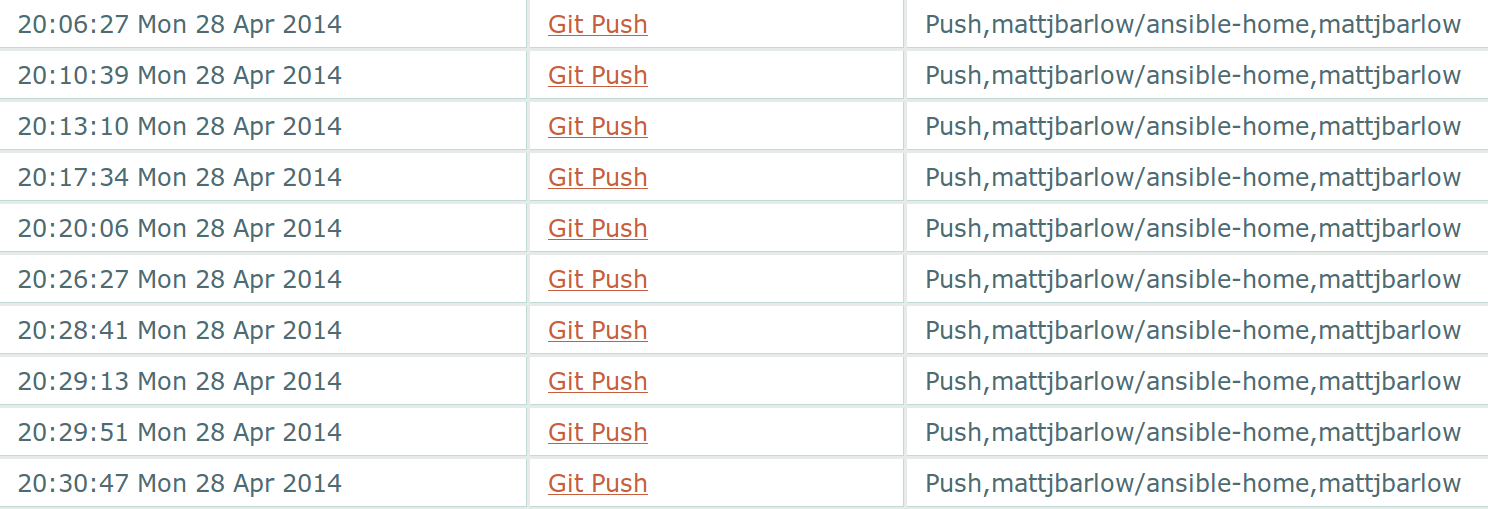 20:06:27 Mon 28 Apr 2014 Git Push Push,mattjbarlow/ansible-home,mattjbarlow
20:10:39 Mon 28 Apr 2014 Git Push Push,mattjbarlow/ansible-home,mattjbarlow
20:13:10 Mon 28 Apr 2014 Git Push Push,mattjbarlow/ansible-home,mattjbarlow
20:17:34 Mon 28 Apr 2014 Git Push Push,mattjbarlow/ansible-home,mattjbarlow
20:20:06 Mon 28 Apr 2014 Git Push Push,mattjbarlow/ansible-home,mattjbarlow
20:26:27 Mon 28 Apr 2014 Git Push Push,mattjbarlow/ansible-home,mattjbarlow
20:28:41 Mon 28 Apr 2014 Git Push Push,mattjbarlow/ansible-home,mattjbarlow
20:29:13 Mon 28 Apr 2014 Git Push Push,mattjbarlow/ansible-home,mattjbarlow
20:29:51 Mon 28 Apr 2014 Git Push Push,mattjbarlow/ansible-home,mattjbarlow
20:30:47 Mon 28 Apr 2014 Git Push Push,mattjbarlow/ansible-home,mattjbarlow